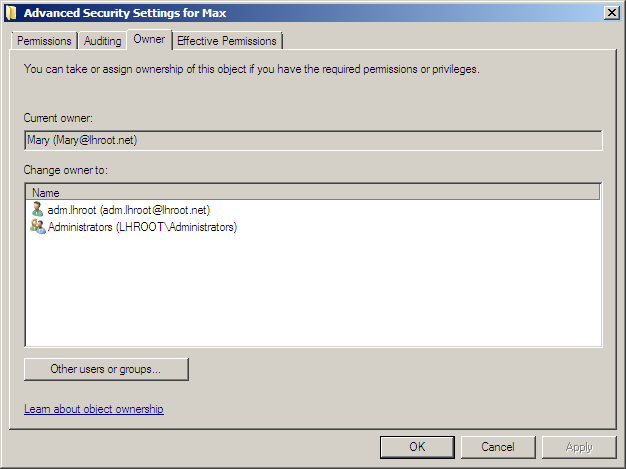 Advanced Security Settings for Max
Permissions Auditing Owner Effective Permissions
You can take or assign ownership of this object if you have the required permissions or privileges.
Current owner:
Mary (Mary@lhroot.net)
Change owner to:
Name
adm.lhroot (adm.lhroot@lhroot.net)
Administrators (LHROOT\Administrators)
Other users or groups...
Learn about object ownership
OK Cancel Apply